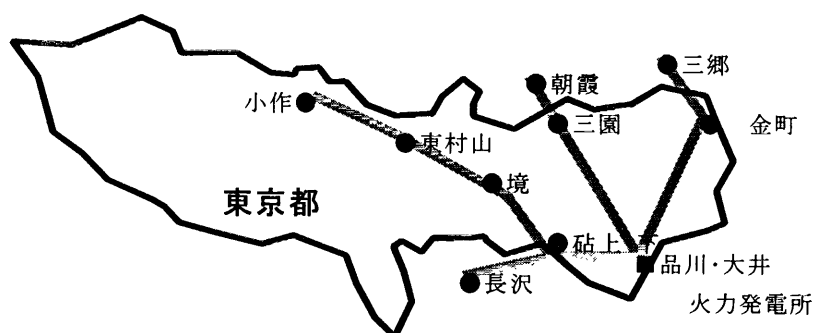 三郷
朝霞
小作
三園
金町
東村山
境
東京都
砧上 下
長沢
品川・大井
火力発電所